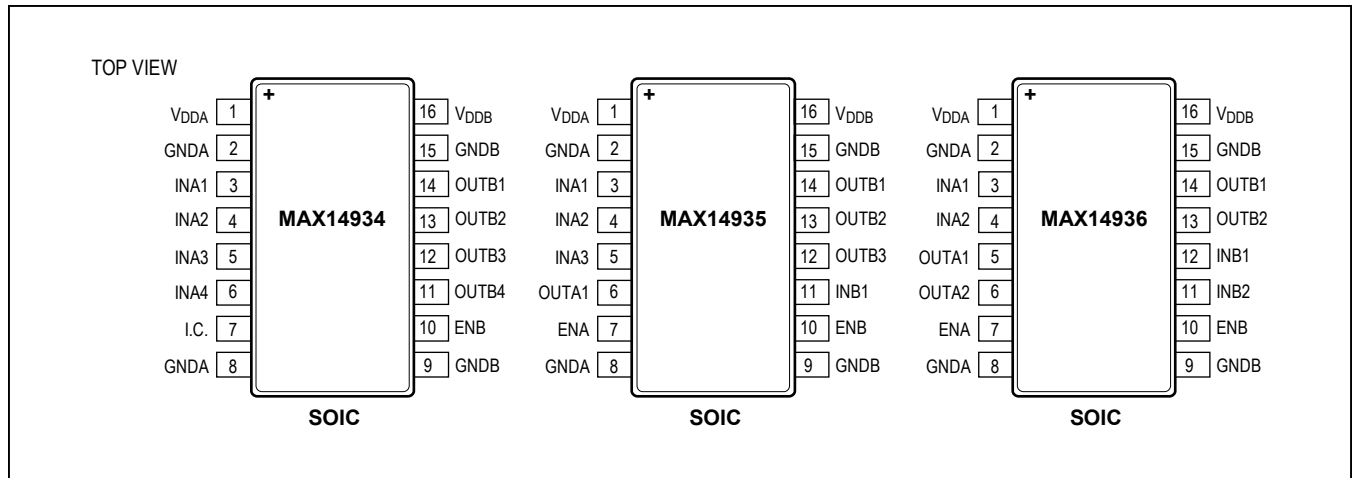 TOP VIEW
+
VDDA 1 16 VDDB
GNDA 2 15 GNDB
INA1 3 14 OUTB1
INA2 4 MAX14934 13 OUTB2
INA3 5 12 OUTB3
INA4 6 11 OUTB4
I.C. 7 10 ENB
GNDA 8 9 GNDB
SOIC
+
VDDA 1 16 VDDB
GNDA 2 15 GNDB
INA1 3 14 OUTB1
INA2 4 MAX14935 13 OUTB2
INA3 5 12 OUTB3
OUTA1 6 11 INB1
ENA 7 10 ENB
GNDA 8 9 GNDB
SOIC
+
VDDA 1 16 VDDB
GNDA 2 15 GNDB
INA1 3 14 OUTB1
INA2 4 MAX14936 13 OUTB2
OUTA1 5 12 INB1
OUTA2 6 11 INB2
ENA 7 10 ENB
GNDA 8 9 GNDB
SOIC